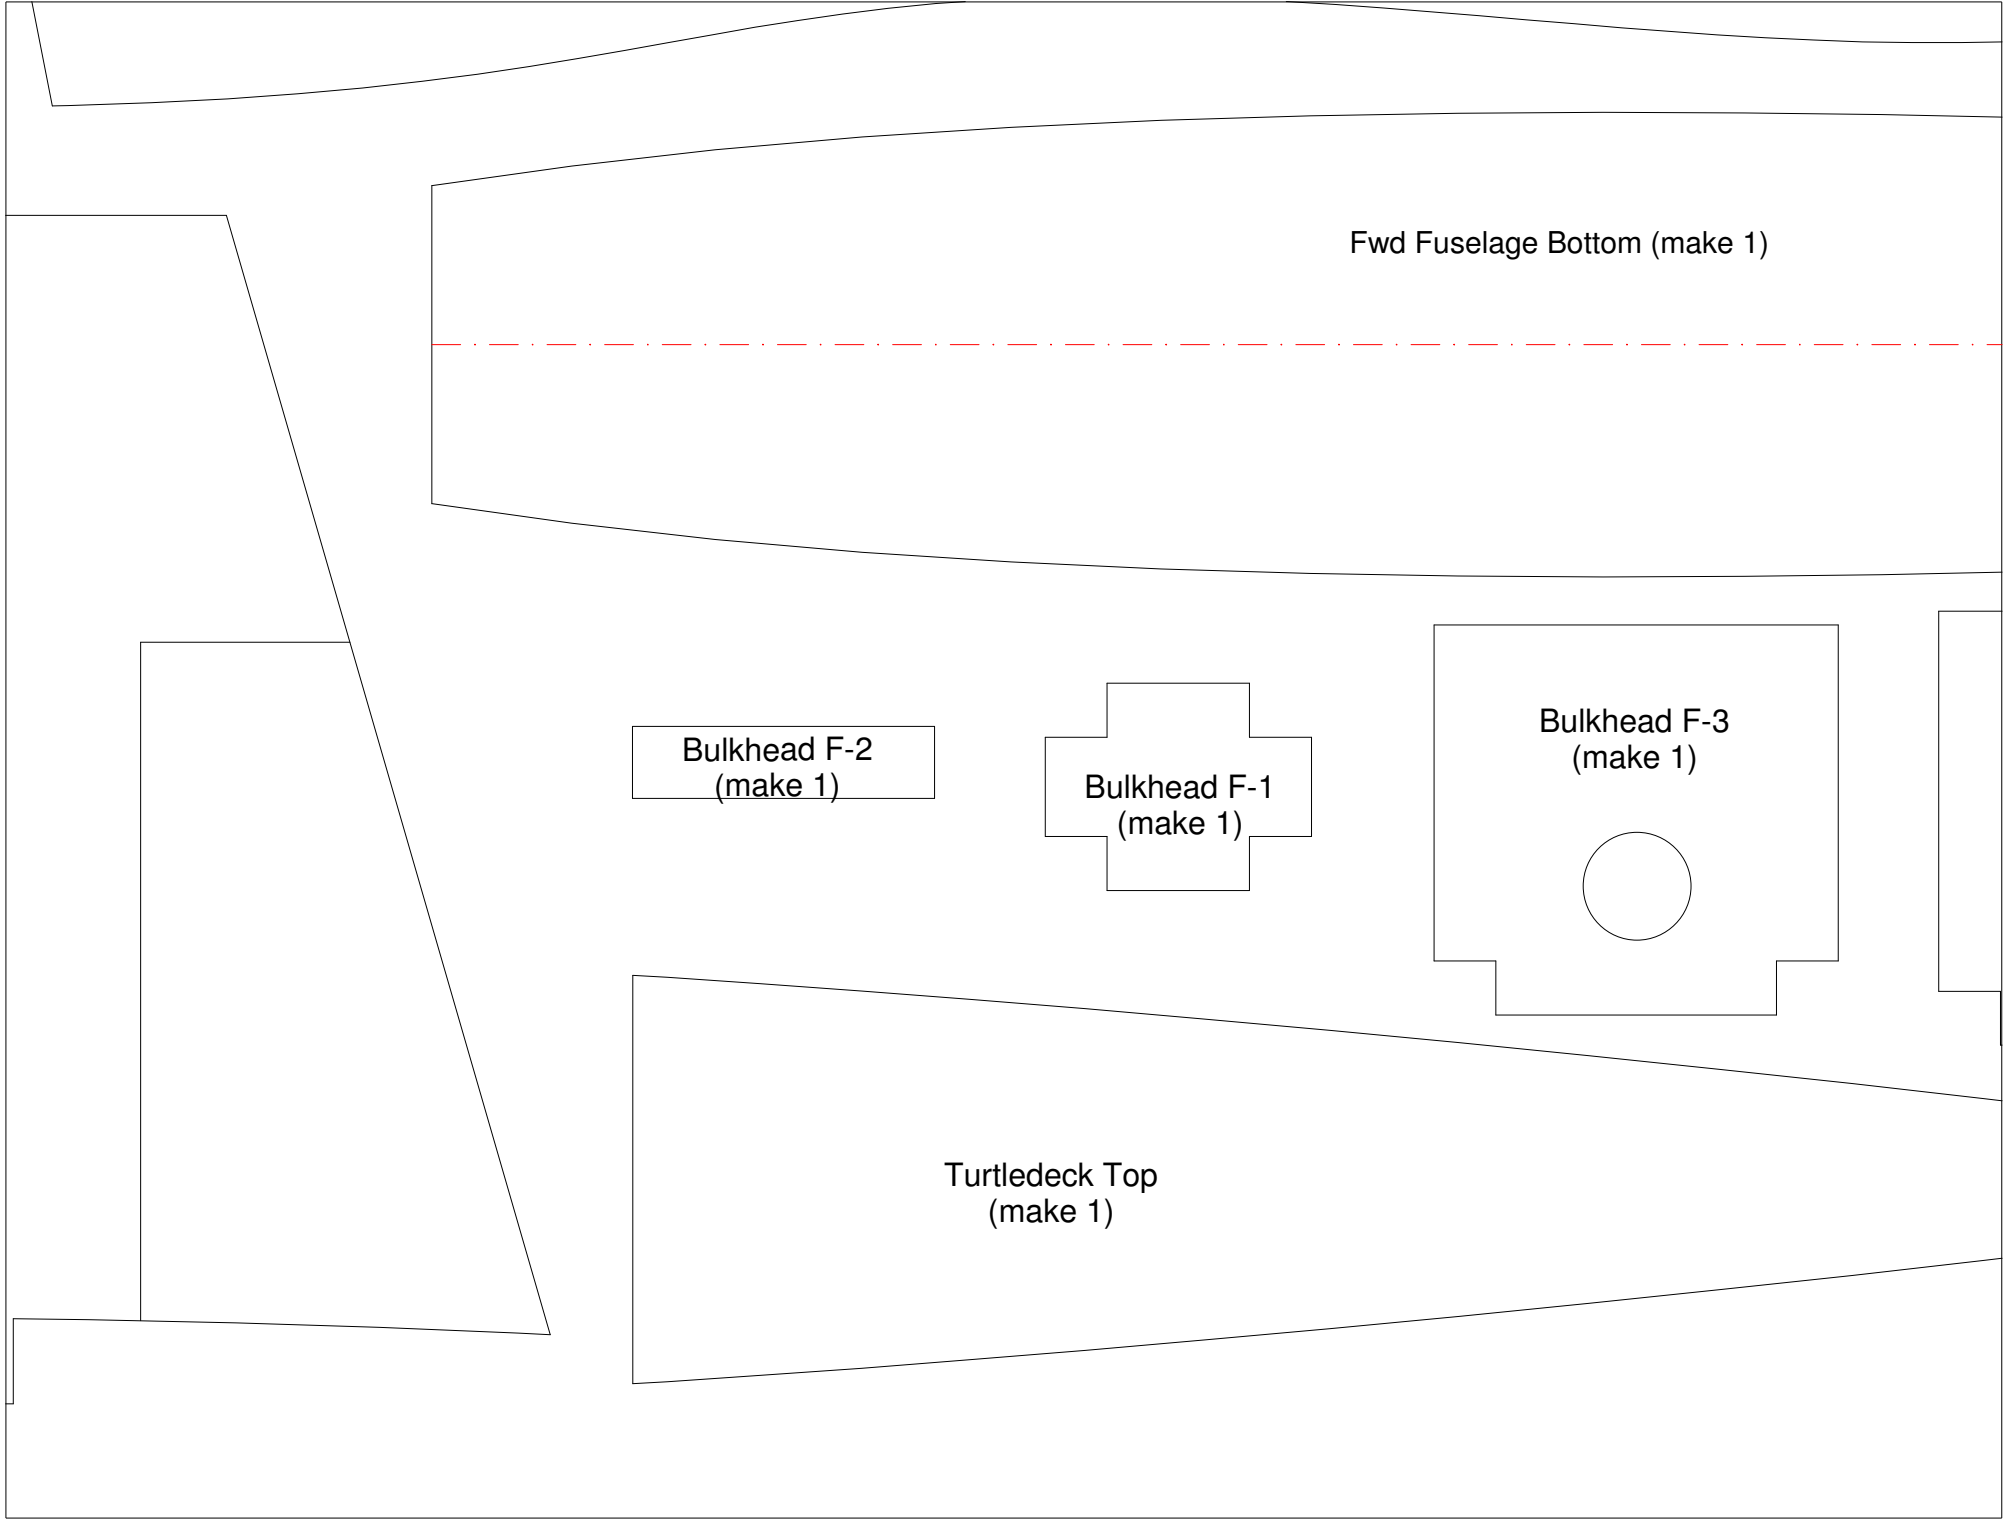 Fwd Fuselage Bottom (make 1)
Bulkhead F-2
(make 1)
Bulkhead F-1
(make 1)
Bulkhead F-3
(make 1)
Turtledeck Top
(make 1)